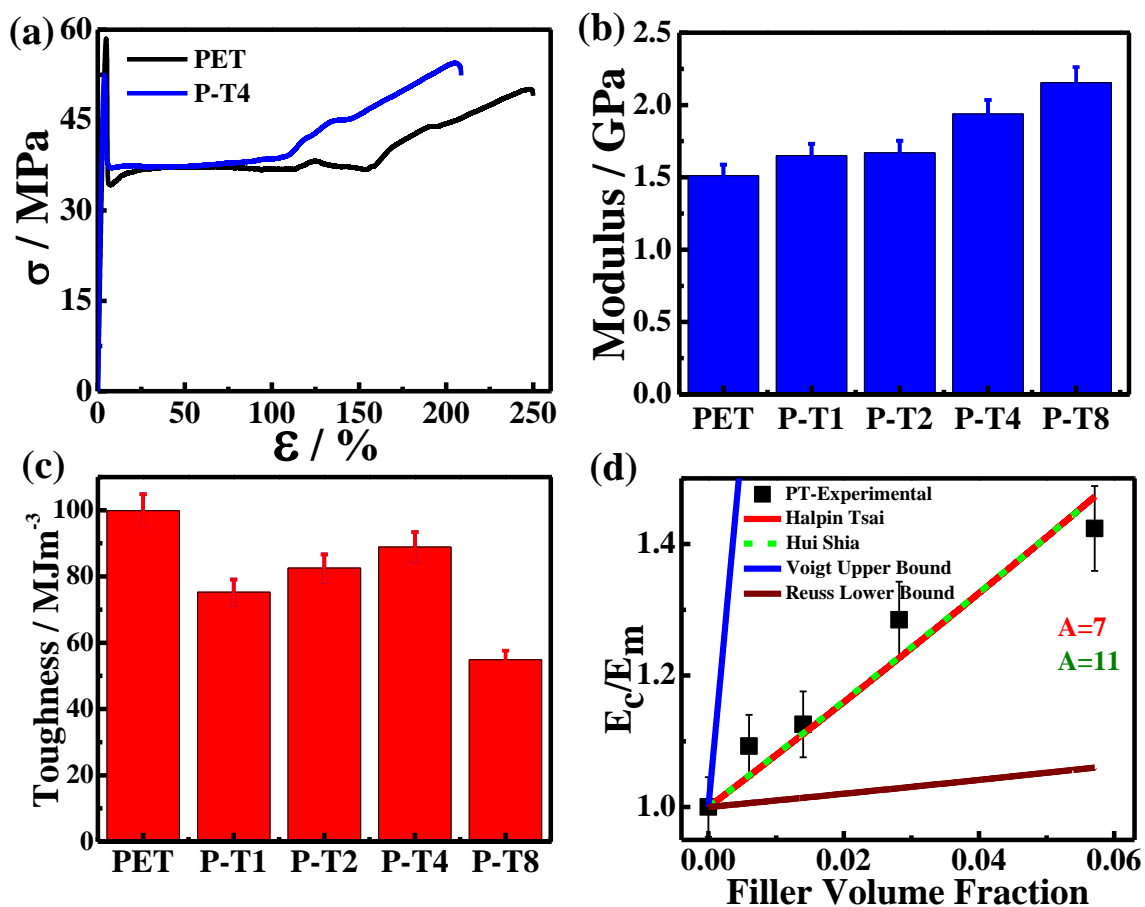 (a)
60
45
30
15
0
σ / MPa
PET
P-T4
0 50 100 150 200 250
ε / %
(b)
2.5
2.0
1.5
1.0
0.5
0.0
Modulus / GPa
PET P-T1 P-T2 P-T4 P-T8
(c)
100
80
60
40
20
0
Toughness / MJm⁻³
PET P-T1 P-T2 P-T4 P-T8
(d)
PT-Experimental
Halpin Tsai
Hui Shia
Voigt Upper Bound
Reuss Lower Bound
A=7
A=11
1.4
1.2
1.0
Ec/Em
0.00 0.02 0.04 0.06
Filler Volume Fraction